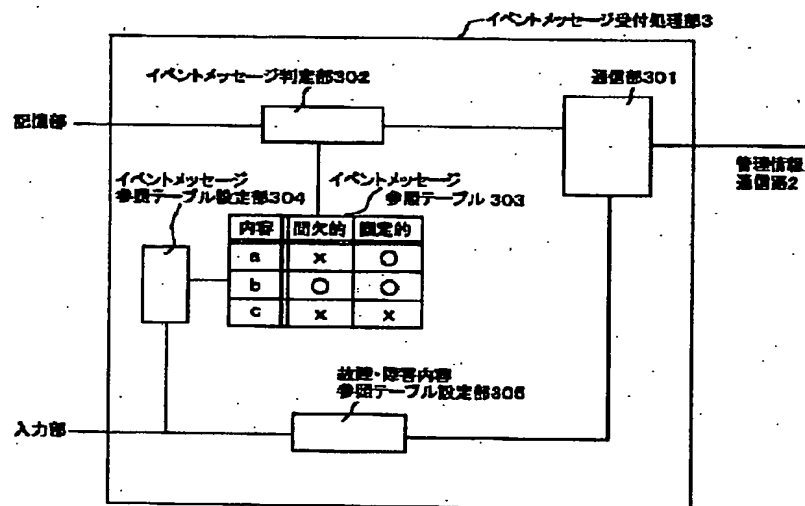 イベントメッセージ受付処理部3
イベントメッセージ判定部302
通信部301
記憶部
管理情報
通信路2
イベントメッセージ
参照テーブル設定部304
イベントメッセージ
参照テーブル 303
内容 間欠的 固定的
a × ○
b ○ ○
c × ×
故障・障害内容
参照テーブル設定部305
入力部